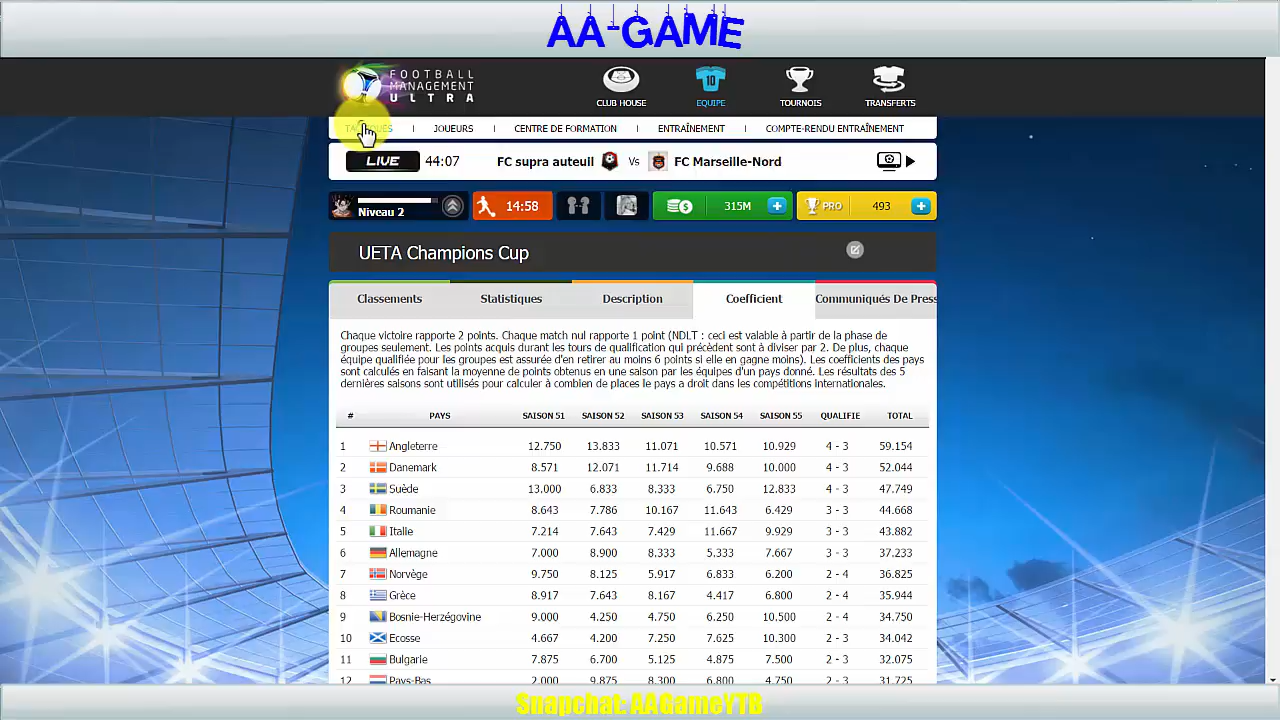 AA-GAME
FOOTBALL
MANAGEMENT
ULTRA
CLUB HOUSE
EQUIPE
TOURNOIS
TRANSFERTS
JOUEURS
CENTRE DE FORMATION
ENTRAÎNEMENT
COMPTE-RENDU ENTRAÎNEMENT
LIVE 44:07 FC supra auteuil Vs FC Marseille-Nord
Niveau 2 14:58 315M PRO 493
UETA Champions Cup
Classements Statistiques Description Coefficient Communiqués De Press
Chaque victoire rapporte 2 points. Chaque match nul rapporte 1 point (NDLT : ceci est valable à partir de la phase de
groupes seulement. Les points acquis durant les tours de qualification qui précèdent sont à diviser par 2. De plus, chaque
équipe qualifiée pour les groupes est assurée d'en retirer au moins 6 points si elle en gagne moins). Les coefficients des pays
sont calculés en faisant la moyenne de points obtenus en une saison par les équipes d'un pays donné. Les résultats des 5
dernières saisons sont utilisés pour calculer à combien de places le pays a droit dans les compétitions internationales.
# PAYS SAISON 51 SAISON 52 SAISON 53 SAISON 54 SAISON 55 QUALIFIE TOTAL
1 Angleterre 12.750 13.833 11.071 10.571 10.929 4 - 3 59.154
2 Danemark 8.571 12.071 11.714 9.688 10.000 4 - 3 52.044
3 Suède 13.000 6.833 8.333 6.750 12.833 4 - 3 47.749
4 Roumanie 8.643 7.786 10.167 11.643 6.429 3 - 3 44.668
5 Italie 7.214 7.643 7.429 11.667 9.929 3 - 3 43.882
6 Allemagne 7.000 8.900 8.333 5.333 7.667 3 - 3 37.233
7 Norvège 9.750 8.125 5.917 6.833 6.200 2 - 4 36.825
8 Grèce 8.917 7.643 8.167 4.417 6.800 2 - 4 35.944
9 Bosnie-Herzégovine 9.000 4.250 4.750 6.250 10.500 2 - 4 34.750
10 Ecosse 4.667 4.200 7.250 7.625 10.300 2 - 3 34.042
11 Bulgarie 7.875 6.700 5.125 4.875 7.500 2 - 3 32.075
12 Pays-Bas 2.000 9.875 8.300 6.800 4.750 2 - 3 31.725
Snapchat: AAGameYTB